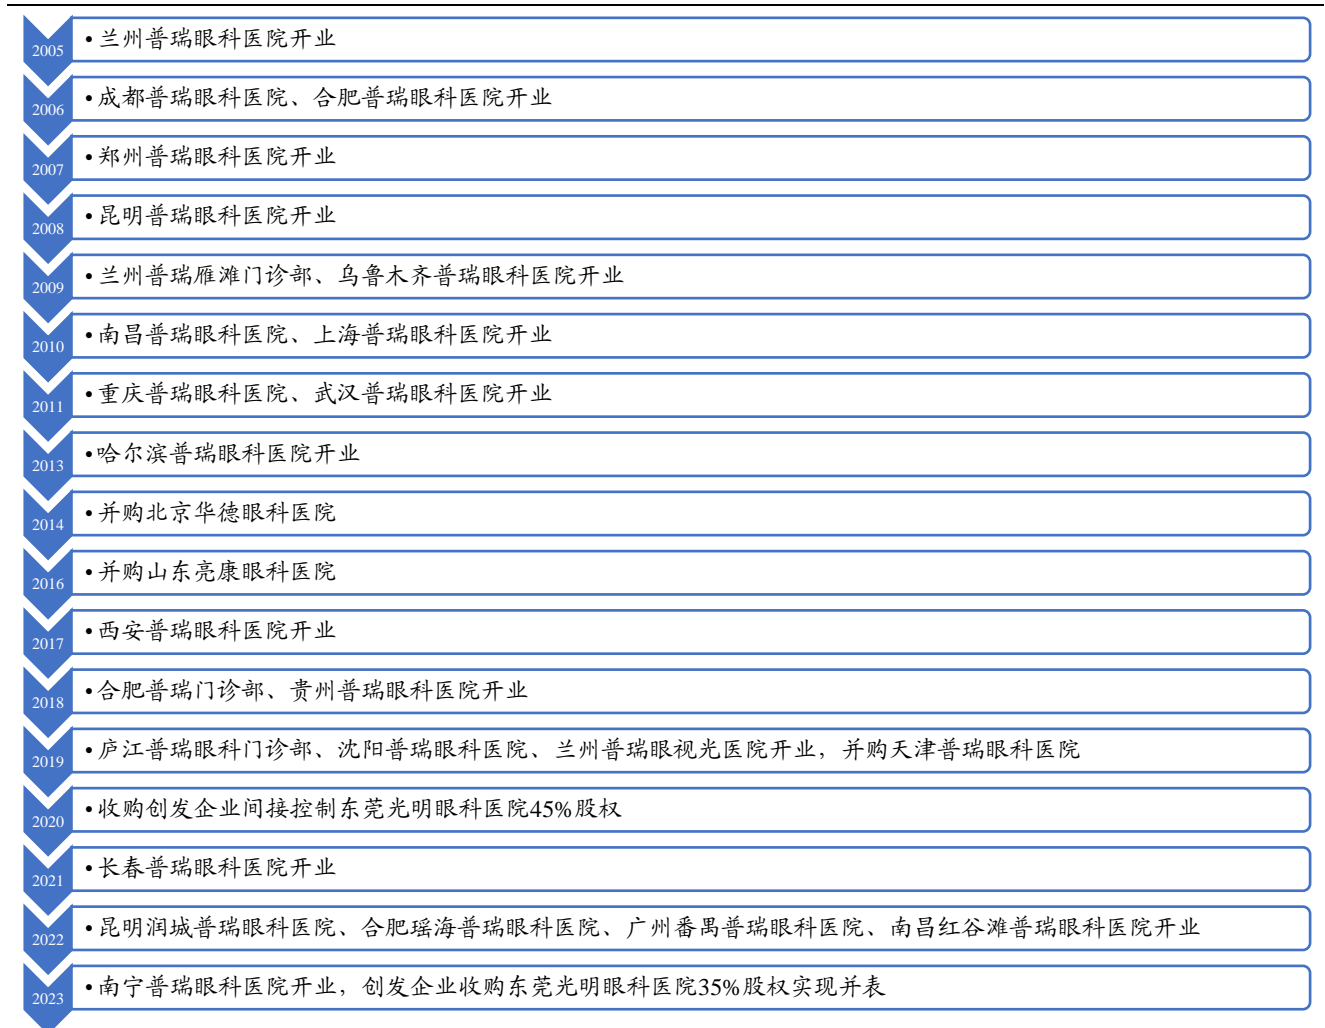 2005
•兰州普瑞眼科医院开业
2006
•成都普瑞眼科医院、合肥普瑞眼科医院开业
2007
•郑州普瑞眼科医院开业
2008
•昆明普瑞眼科医院开业
2009
•兰州普瑞雁滩门诊部、乌鲁木齐普瑞眼科医院开业
2010
•南昌普瑞眼科医院、上海普瑞眼科医院开业
2011
•重庆普瑞眼科医院、武汉普瑞眼科医院开业
2013
•哈尔滨普瑞眼科医院开业
2014
•并购北京华德眼科医院
2016
•并购山东亮康眼科医院
2017
•西安普瑞眼科医院开业
2018
•合肥普瑞门诊部、贵州普瑞眼科医院开业
2019
•庐江普瑞眼科门诊部、沈阳普瑞眼科医院、兰州普瑞眼视光医院开业，并购天津普瑞眼科医院
2020
•收购创发企业间接控制东莞光明眼科医院45%股权
2021
•长春普瑞眼科医院开业
2022
•昆明润城普瑞眼科医院、合肥瑶海普瑞眼科医院、广州番禺普瑞眼科医院、南昌红谷滩普瑞眼科医院开业
2023
•南宁普瑞眼科医院开业，创发企业收购东莞光明眼科医院35%股权实现并表